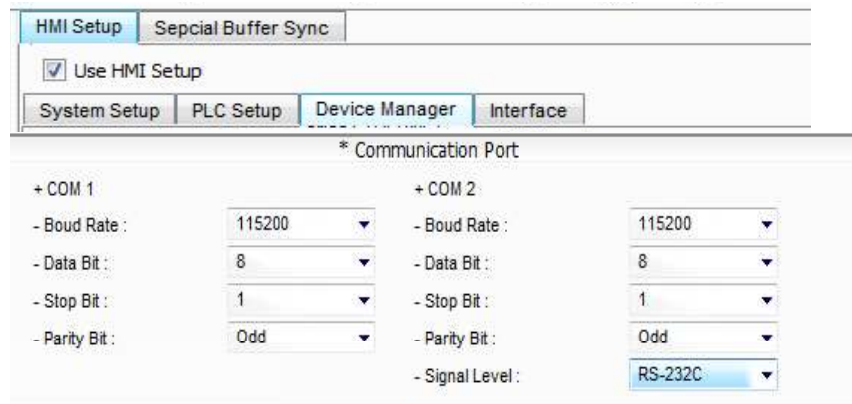 HMI Setup Sepcial Buffer Sync
Use HMI Setup
System Setup PLC Setup Device Manager Interface
* Communication Port
+ COM 1 + COM 2
- Boud Rate : 115200 - Boud Rate : 115200
- Data Bit : 8 - Data Bit : 8
- Stop Bit : 1 - Stop Bit : 1
- Parity Bit : Odd - Parity Bit : Odd
- Signal Level : RS-232C